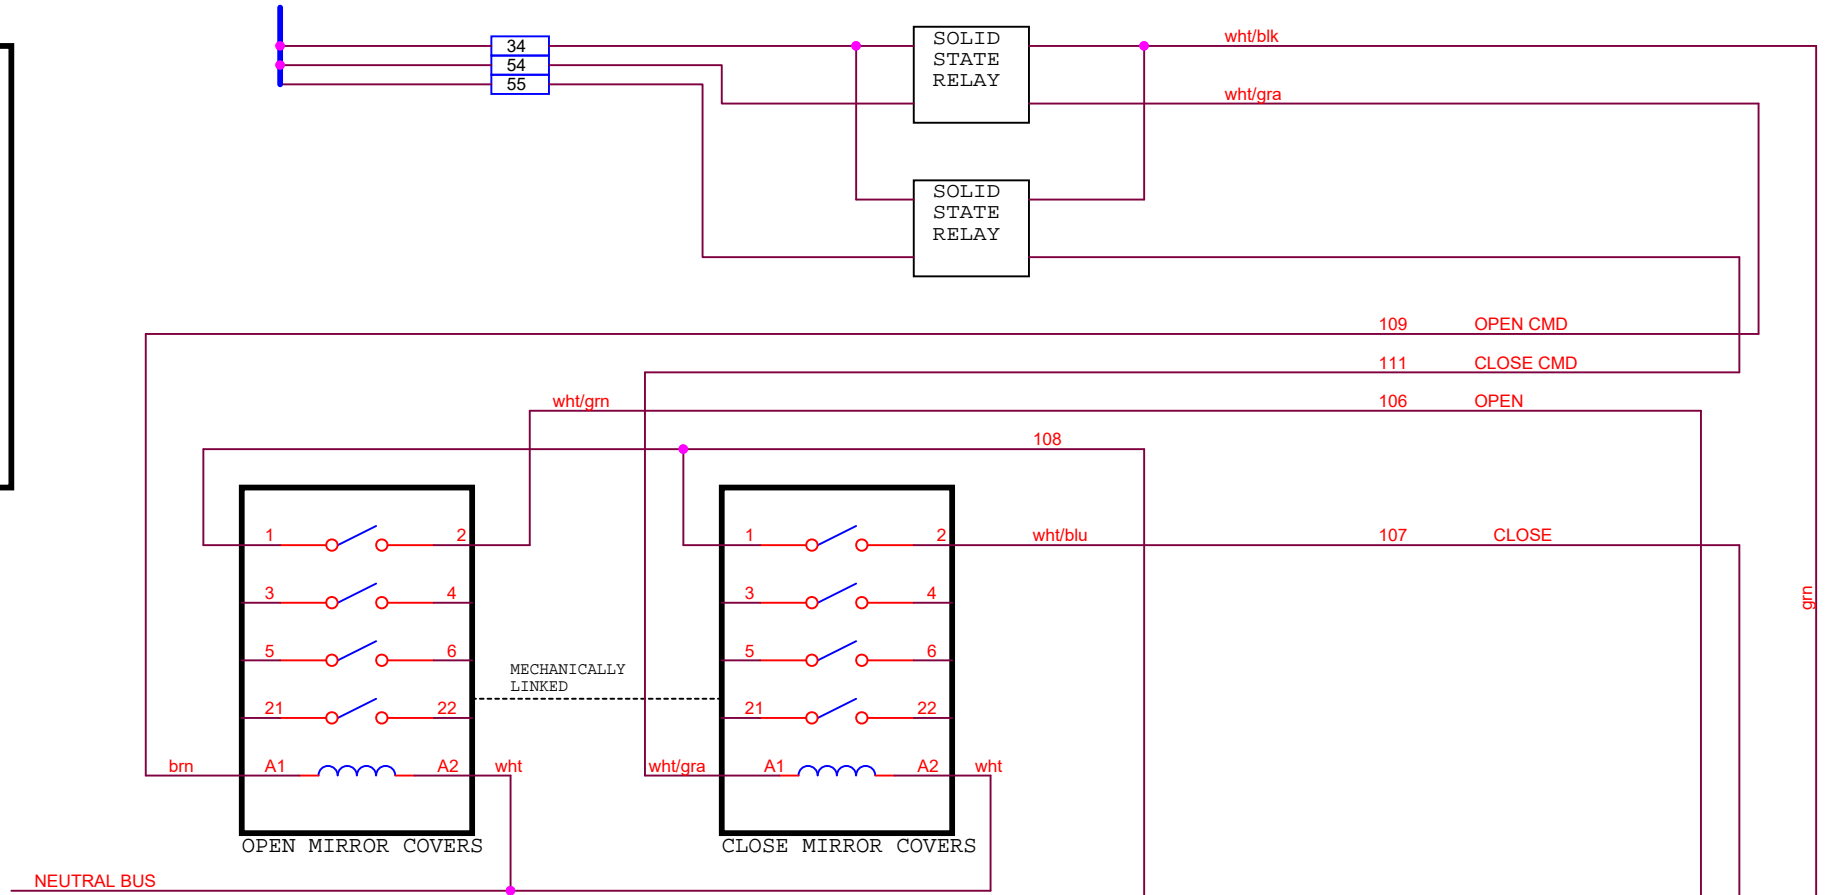 34
54
55
SOLID
STATE
RELAY
wht/blk
wht/gra
SOLID
STATE
RELAY
109 OPEN CMD
111 CLOSE CMD
wht/grn 106 OPEN
108
1 2
1 2
wht/blu 107 CLOSE
3 4
3 4
grn
5 6
5 6
MECHANICALLY
LINKED
21 22
21 22
brn A1 A2 wht
wht/gra A1 A2 wht
OPEN MIRROR COVERS
CLOSE MIRROR COVERS
NEUTRAL BUS